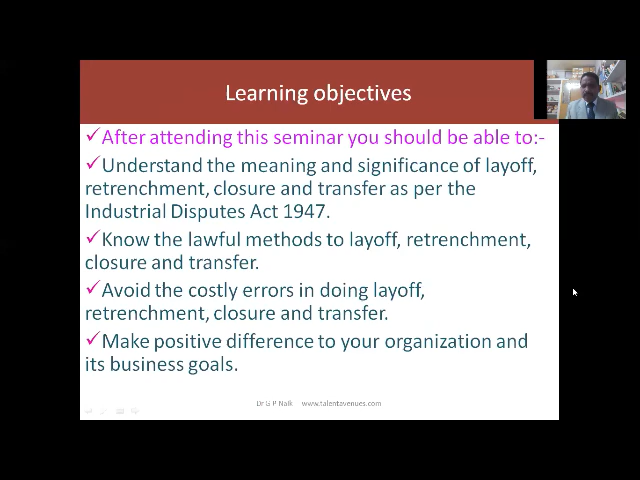 Learning objectives
✓After attending this seminar you should be able to:-
✓Understand the meaning and significance of layoff,
retrenchment, closure and transfer as per the
Industrial Disputes Act 1947.
✓Know the lawful methods to layoff, retrenchment,
closure and transfer.
✓Avoid the costly errors in doing layoff,
retrenchment, closure and transfer.
✓Make positive difference to your organization and
its business goals.
Dr G P Naik www.talentavenues.com